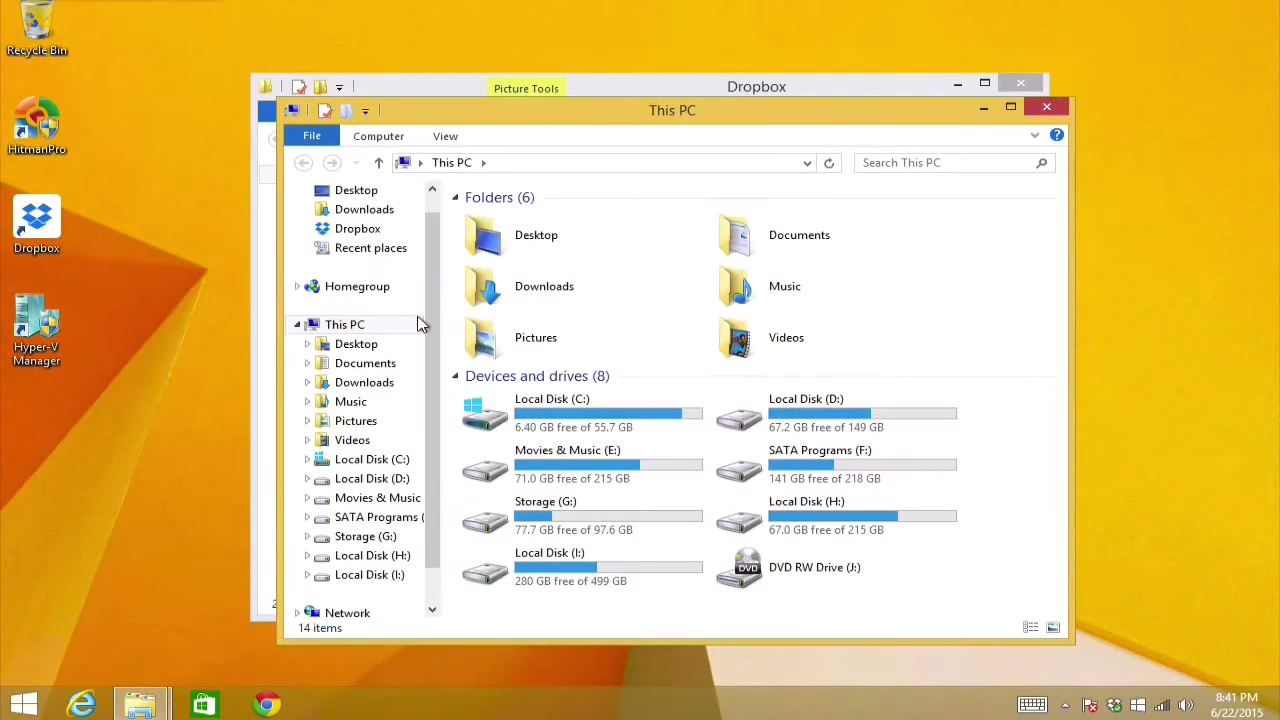 Recycle Bin
HitmanPro
Dropbox
Hyper-V
Manager
Picture Tools
Dropbox
This PC
File
Computer
View
This PC
Search This PC
Desktop
Downloads
Dropbox
Recent places
Homegroup
This PC
Desktop
Documents
Downloads
Music
Pictures
Videos
Local Disk (C:)
Local Disk (D:)
Movies & Music
SATA Programs (
Storage (G:)
Local Disk (H:)
Local Disk (I:)
Network
Folders (6)
Desktop
Documents
Downloads
Music
Pictures
Videos
Devices and drives (8)
Local Disk (C:)
6.40 GB free of 55.7 GB
Local Disk (D:)
67.2 GB free of 149 GB
Movies & Music (E:)
71.0 GB free of 215 GB
SATA Programs (F:)
141 GB free of 218 GB
Storage (G:)
77.7 GB free of 97.6 GB
Local Disk (H:)
67.0 GB free of 215 GB
Local Disk (I:)
280 GB free of 499 GB
DVD
DVD RW Drive (J:)
14 items
8:41 PM
6/22/2015